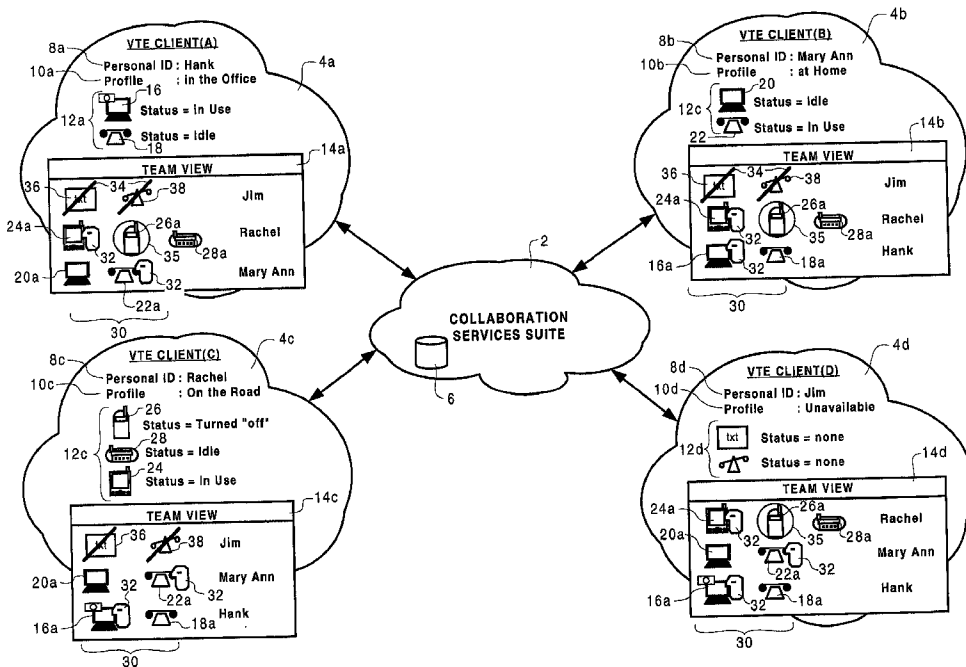 VTE CLIENT(A)
8a
Personal ID : Hank
10a
Profile : in the Office
4a
16
12a
Status = In Use
Status = Idle
18
14a
TEAM VIEW
36
34
38
txt
Jim
24a
26a
Rachel
32
35
28a
20a
32
Mary Ann
22a
30
VTE CLIENT(B)
4b
8b
Personal ID : Mary Ann
10b
Profile : at Home
20
12c
Status = Idle
22
Status = In Use
14b
TEAM VIEW
36
34
38
txt
Jim
24a
26a
Rachel
32
35
28a
16a
32
18a
Hank
30
2
COLLABORATION
SERVICES SUITE
6
VTE CLIENT(C)
4c
8c
Personal ID : Rachel
10c
Profile : On the Road
26
Status = Turned "off"
28
12c
Status = Idle
24
Status = In Use
14c
TEAM VIEW
txt
36
38
Jim
20a
Mary Ann
32
22a
32
16a
18a
Hank
30
VTE CLIENT(D)
4d
8d
Personal ID : Jim
10d
Profile : Unavailable
txt
Status = none
12d
Status = none
14d
TEAM VIEW
24a
26a
Rachel
32
35
28a
20a
Mary Ann
22a
32
16a
32
18a
Hank
30